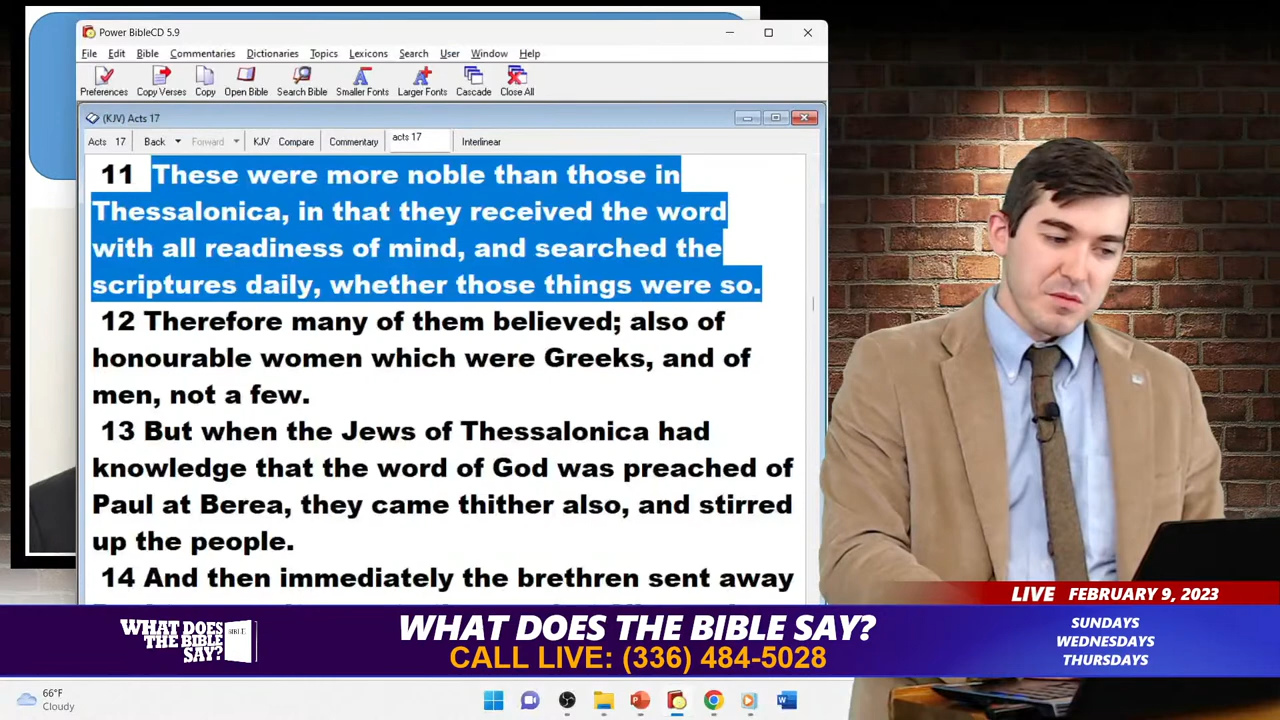 Power BibleCD 5.9
File Edit Bible Commentaries Dictionaries Topics Lexicons Search User Window Help
Preferences Copy Verses Copy Open Bible Search Bible Smaller Fonts Larger Fonts Cascade Close All
(KJV) Acts 17
Acts 17 Back Forward KJV Compare Commentary acts 17 Interlinear
11 These were more noble than those in
Thessalonica, in that they received the word
with all readiness of mind, and searched the
scriptures daily, whether those things were so.
12 Therefore many of them believed; also of
honourable women which were Greeks, and of
men, not a few.
13 But when the Jews of Thessalonica had
knowledge that the word of God was preached of
Paul at Berea, they came thither also, and stirred
up the people.
14 And then immediately the brethren sent away
LIVE FEBRUARY 9, 2023
WHAT DOES
THE BIBLE
SAY?
BIBLE
WHAT DOES THE BIBLE SAY?
CALL LIVE: (336) 484-5028
SUNDAYS
WEDNESDAYS
THURSDAYS
66°F
Cloudy